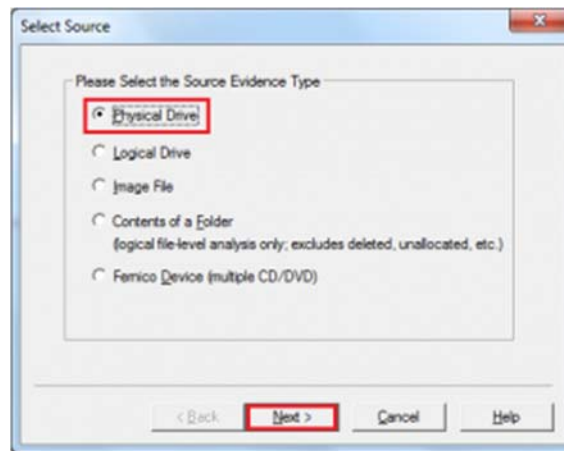 Select Source
Please Select the Source Evidence Type
Physical Drive
Logical Drive
Image File
Contents of a Folder
(logical file-level analysis only; excludes deleted, unallocated, etc.)
Fernico Device (multiple CD/DVD)
< Back
Next >
Cancel
Help